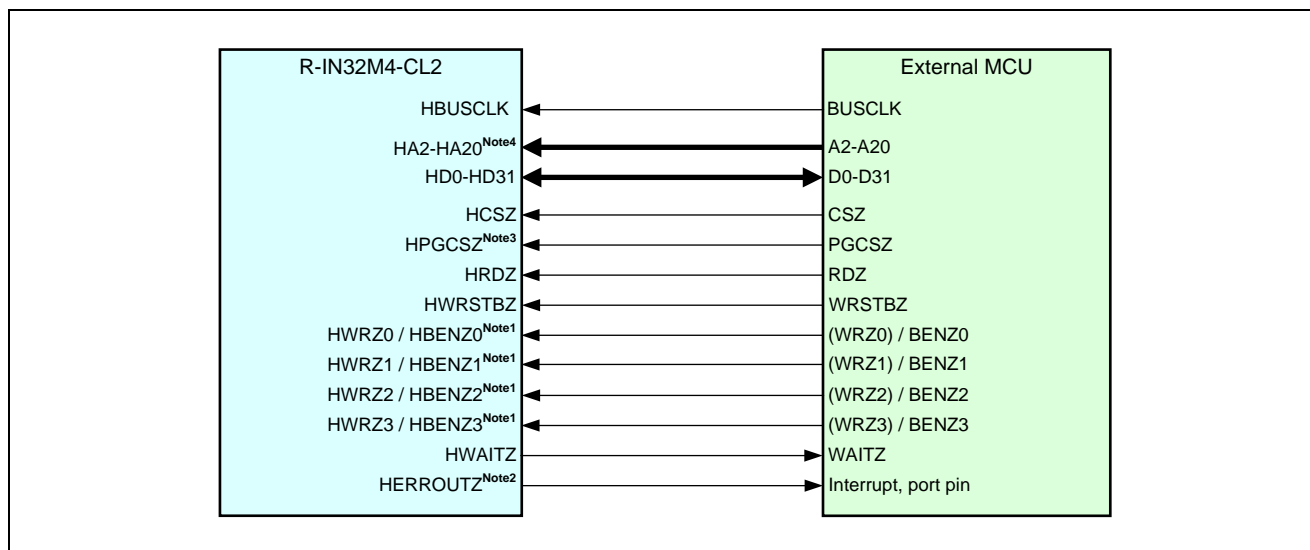 R-IN32M4-CL2 External MCU
HBUSCLK BUSCLK
HA2-HA20Note4 A2-A20
HD0-HD31 D0-D31
HCSZ CSZ
HPGCSZNote3 PGCSZ
HRDZ RDZ
HWRSTBZ WRSTBZ
HWRZ0 / HBENZ0Note1 (WRZ0) / BENZ0
HWRZ1 / HBENZ1Note1 (WRZ1) / BENZ1
HWRZ2 / HBENZ2Note1 (WRZ2) / BENZ2
HWRZ3 / HBENZ3Note1 (WRZ3) / BENZ3
HWAITZ WAITZ
HERROUTZNote2 Interrupt, port pin